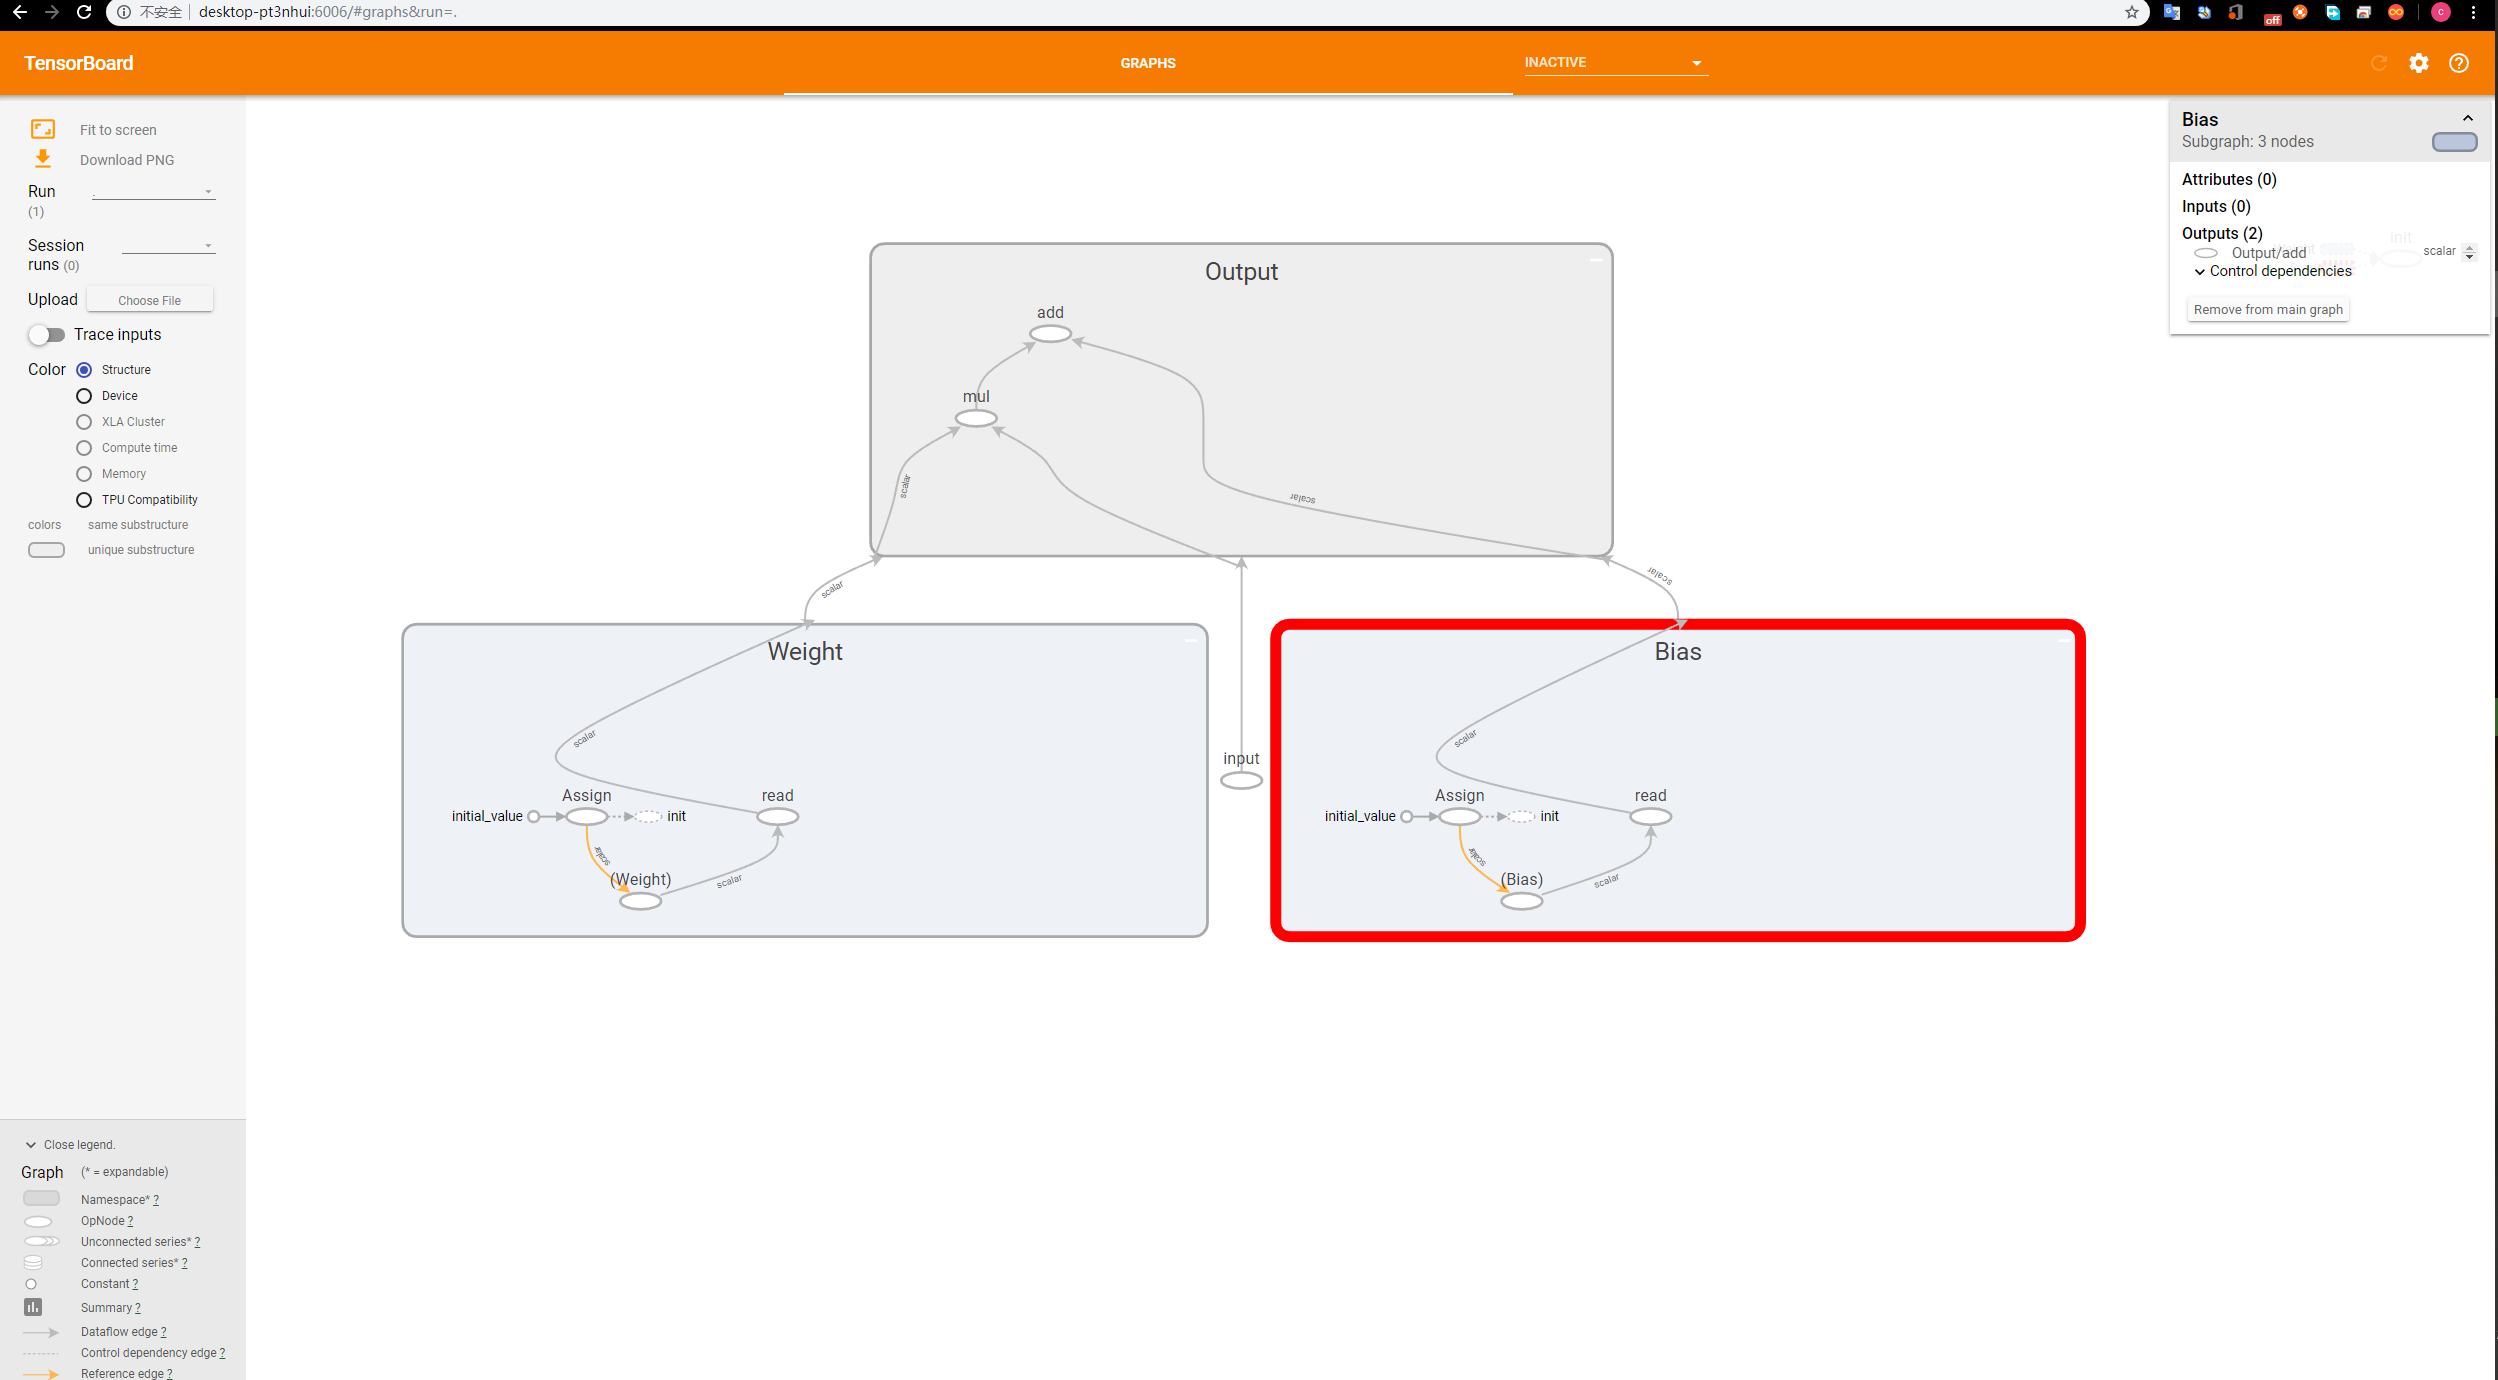 不安全 desktop-pt3nhui:6006/#graphs&run=.
off
c
TensorBoard
GRAPHS
INACTIVE
Fit to screen
Download PNG
Run
(1)
.
Session
runs (0)
Upload
Choose File
Trace inputs
Color
Structure
Device
XLA Cluster
Compute time
Memory
TPU Compatibility
colors same substructure
unique substructure
Close legend.
Graph (* = expandable)
Namespace* ?
OpNode ?
Unconnected series* ?
Connected series* ?
Constant ?
Summary ?
Dataflow edge ?
Control dependency edge ?
Reference edge ?
Output
add
mul
scalar
scalar
scalar
scalar
Weight
scalar
Assign
read
initial_value
init
scalar
(Weight)
scalar
input
Bias
scalar
Assign
read
initial_value
init
scalar
(Bias)
scalar
Bias
Subgraph: 3 nodes
Attributes (0)
Inputs (0)
Outputs (2)
Output/add
scalar
init
Control dependencies
Remove from main graph